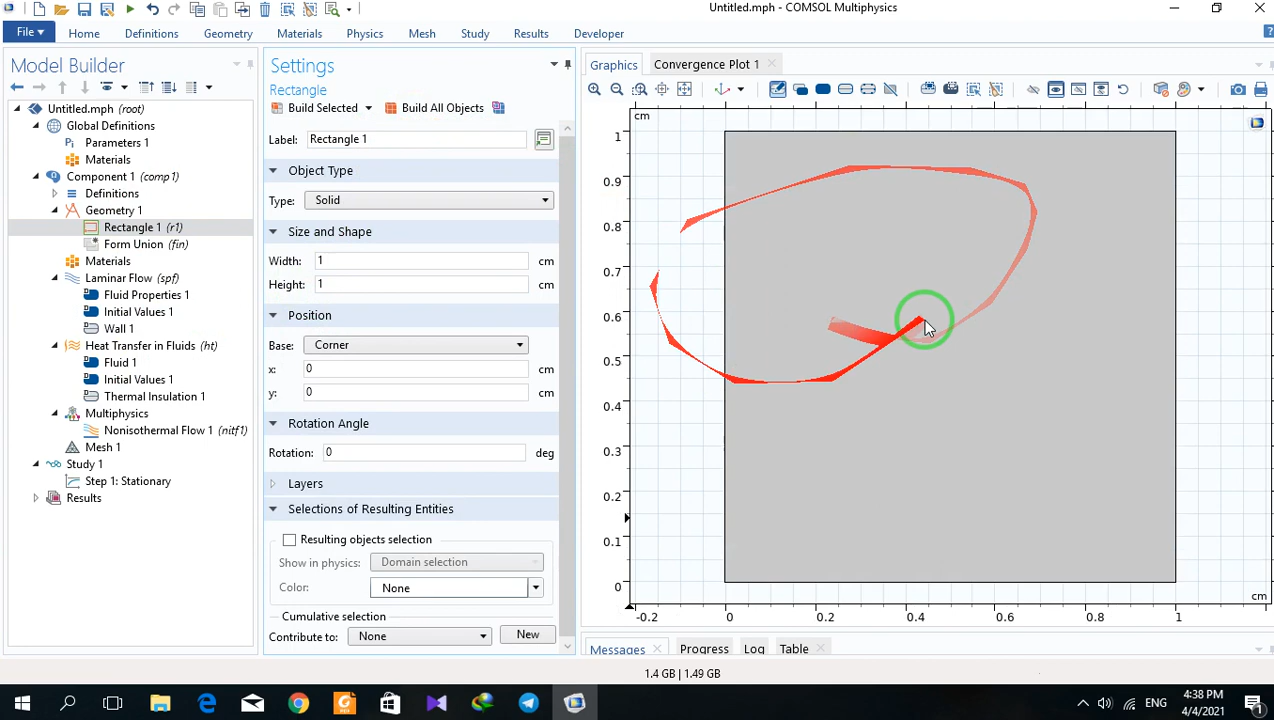 Untitled.mph - COMSOL Multiphysics
File
Home
Definitions
Geometry
Materials
Physics
Mesh
Study
Results
Developer
Model Builder
Untitled.mph (root)
Global Definitions
Pi Parameters 1
Materials
Component 1 (comp1)
Definitions
Geometry 1
Rectangle 1 (r1)
Form Union (fin)
Materials
Laminar Flow (spf)
Fluid Properties 1
Initial Values 1
Wall 1
Heat Transfer in Fluids (ht)
Fluid 1
Initial Values 1
Thermal Insulation 1
Multiphysics
Nonisothermal Flow 1 (nitf1)
Mesh 1
Study 1
Step 1: Stationary
Results
Settings
Rectangle
Build Selected
Build All Objects
Label: Rectangle 1
Object Type
Type: Solid
Size and Shape
Width: 1 cm
Height: 1 cm
Position
Base: Corner
x: 0 cm
y: 0 cm
Rotation Angle
Rotation: 0 deg
Layers
Selections of Resulting Entities
Resulting objects selection
Show in physics: Domain selection
Color: None
Cumulative selection
Contribute to: None New
Graphics
Convergence Plot 1
cm
1
0.9
0.8
0.7
0.6
0.5
0.4
0.3
0.2
0.1
0
cm
-0.2 0 0.2 0.4 0.6 0.8 1
Messages
Progress
Log
Table
1.4 GB | 1.49 GB
ENG
4:38 PM
4/4/2021
1